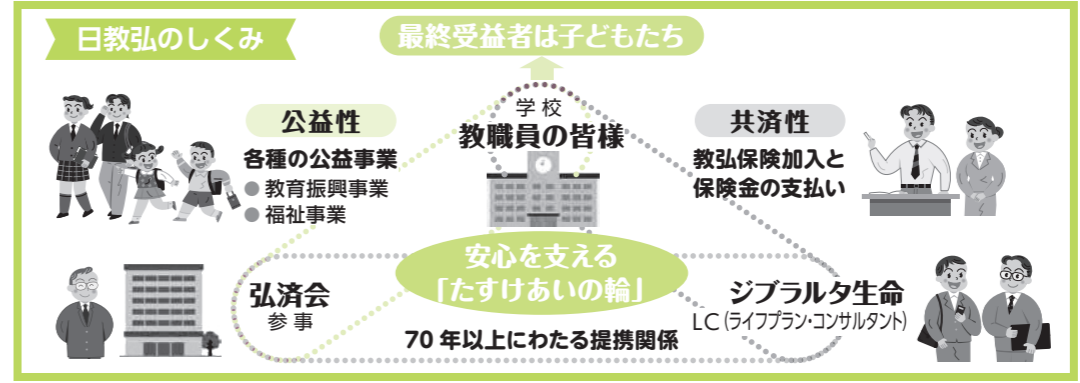 日教弘のしくみ
最終受益者は子どもたち
公益性
各種の公益事業
● 教育振興事業
● 福祉事業
学校
教職員の皆様
共済性
教弘保険加入と
保険金の支払い
安心を支える
「たすけあいの輪」
弘済会
参事
ジブラルタ生命
LC(ライフプラン・コンサルタント)
70年以上にわたる提携関係